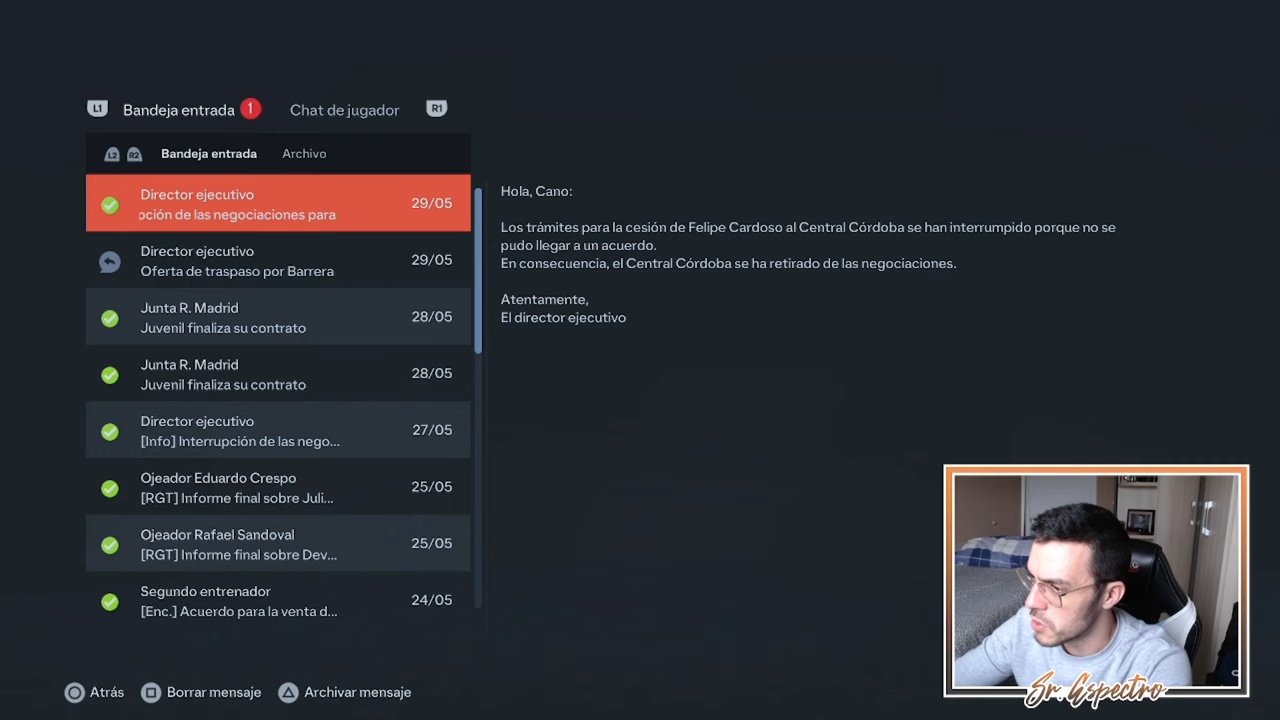 L1 Bandeja entrada 1 Chat de jugador R1
L2 R2 Bandeja entrada Archivo
Director ejecutivo
pción de las negociaciones para
29/05
Director ejecutivo
Oferta de traspaso por Barrera
29/05
Junta R. Madrid
Juvenil finaliza su contrato
28/05
Junta R. Madrid
Juvenil finaliza su contrato
28/05
Director ejecutivo
[Info] Interrupción de las nego...
27/05
Ojeador Eduardo Crespo
[RGT] Informe final sobre Juli...
25/05
Ojeador Rafael Sandoval
[RGT] Informe final sobre Dev...
25/05
Segundo entrenador
[Enc.] Acuerdo para la venta d...
24/05
Hola, Cano:
Los trámites para la cesión de Felipe Cardoso al Central Córdoba se han interrumpido porque no se
pudo llegar a un acuerdo.
En consecuencia, el Central Córdoba se ha retirado de las negociaciones.
Atentamente,
El director ejecutivo
Atrás Borrar mensaje Archivar mensaje
Sr. Espectro